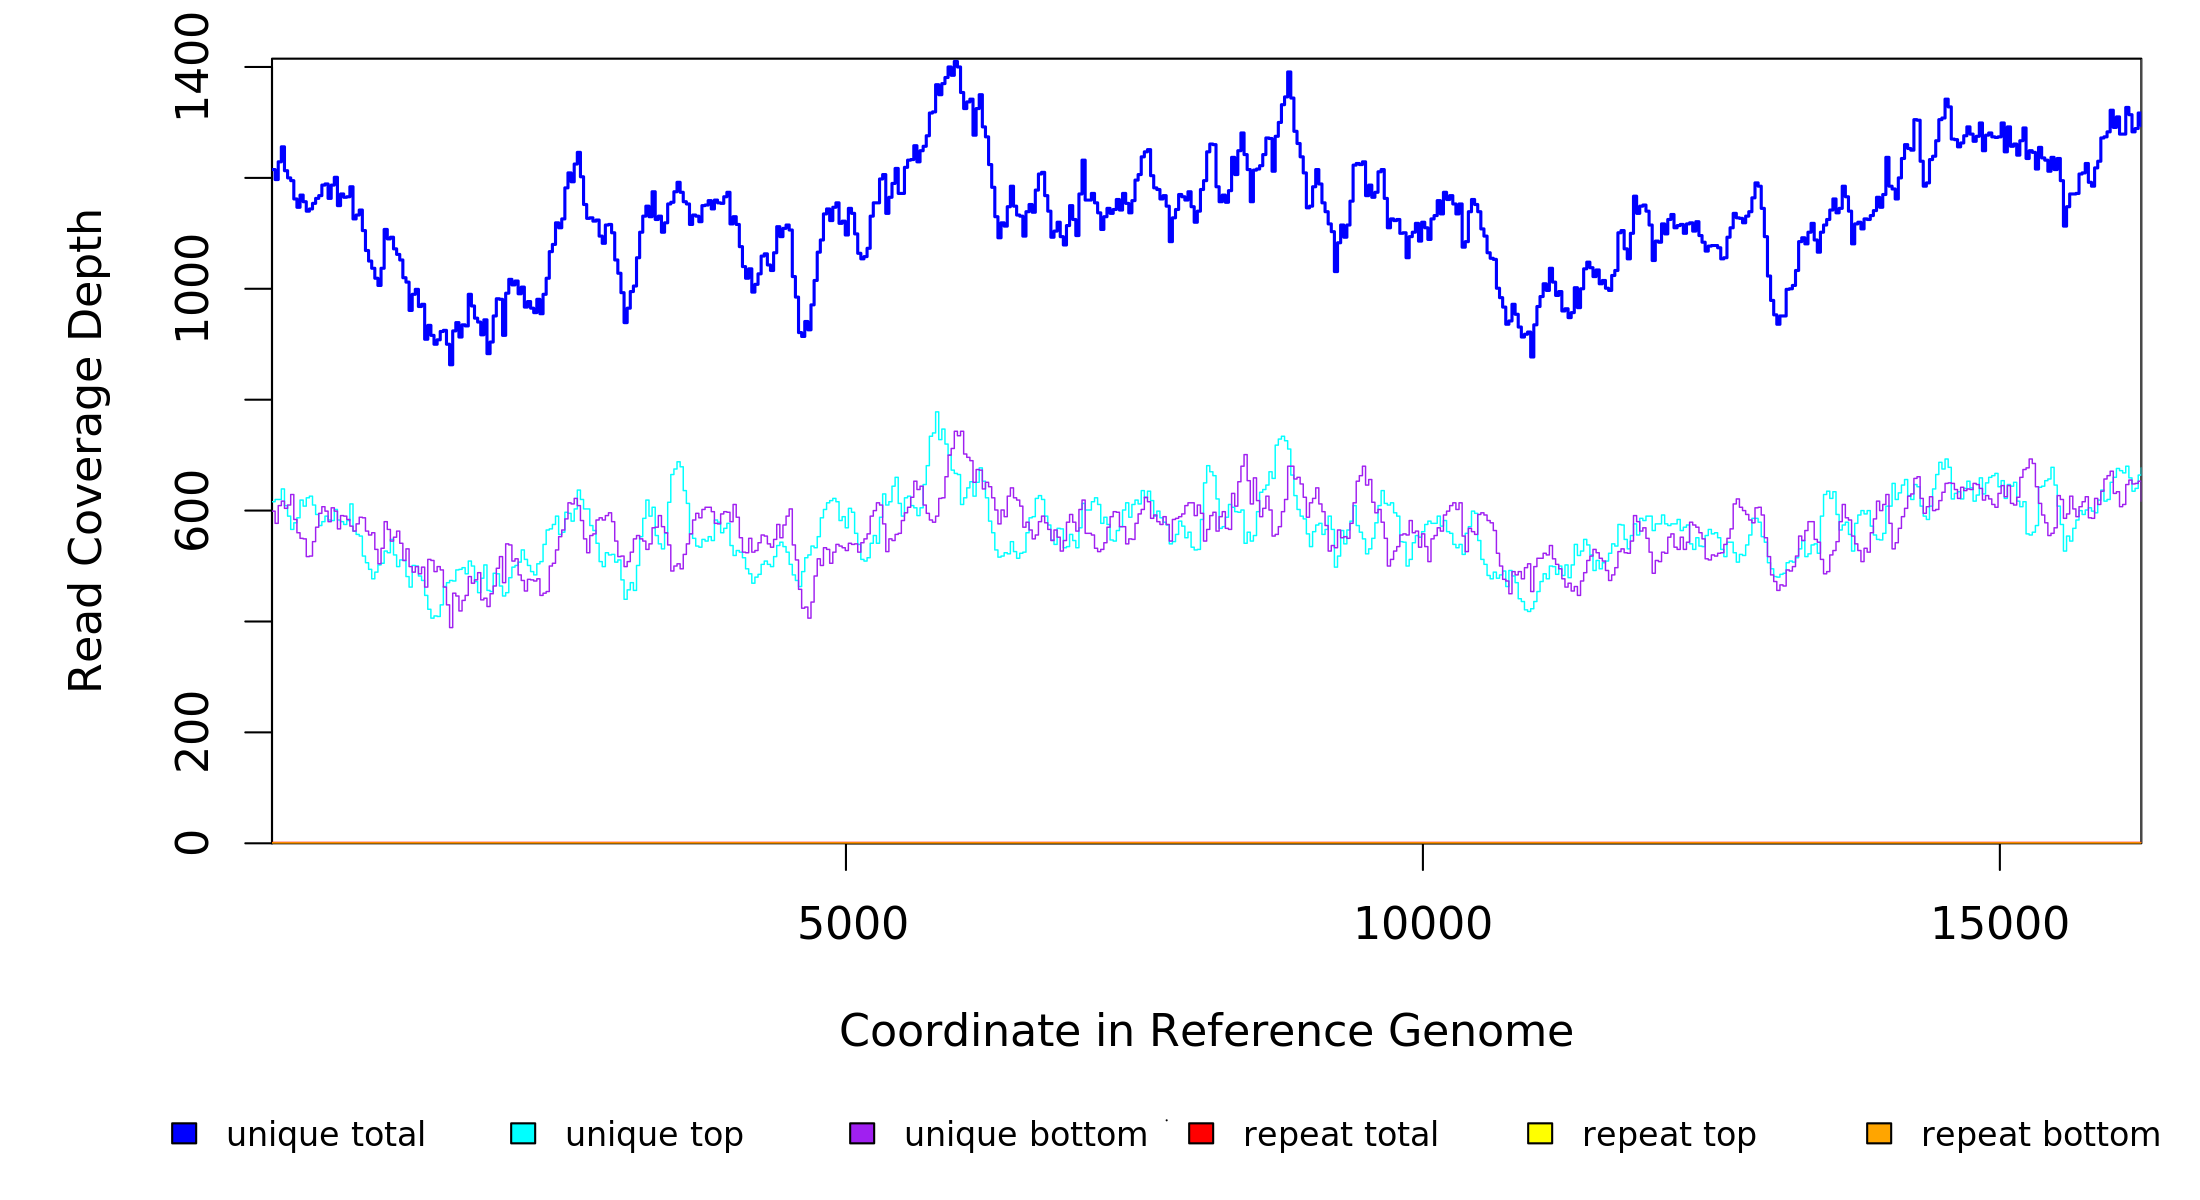 1400
1000
600
200
0
Read Coverage Depth
5000 10000 15000
Coordinate in Reference Genome
unique total unique top unique bottom repeat total repeat top repeat bottom